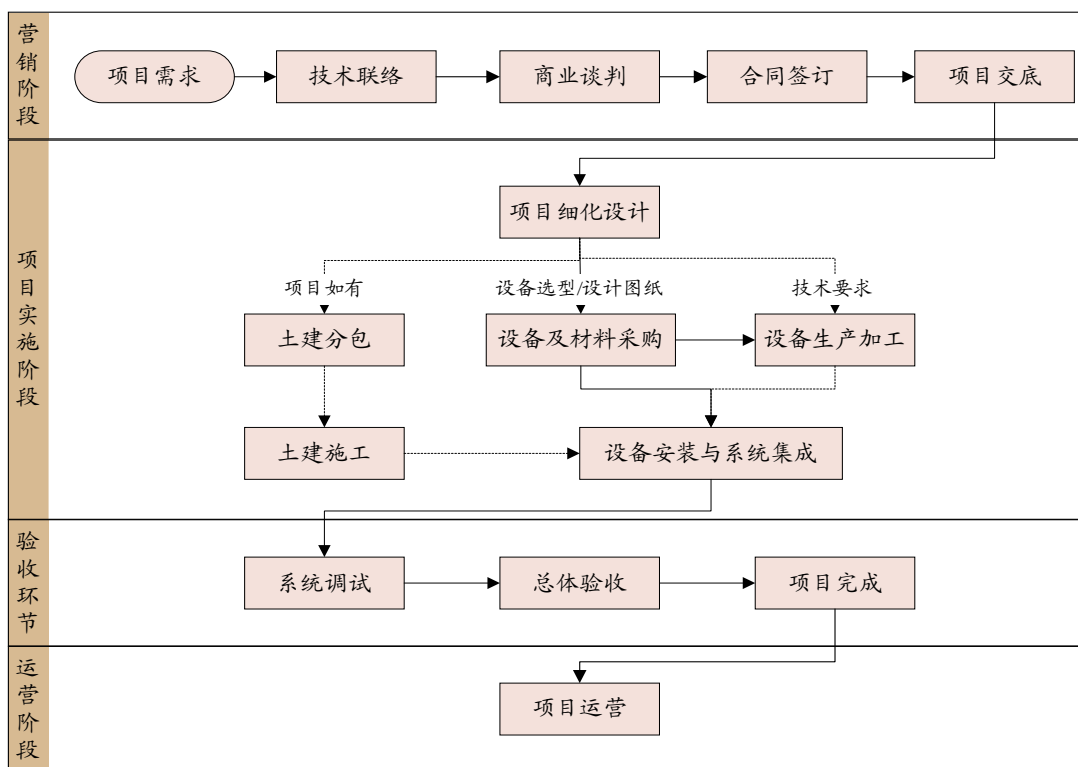 营销阶段
项目需求
技术联络
商业谈判
合同签订
项目交底
项目实施阶段
项目细化设计
项目如有
设备选型/设计图纸
技术要求
土建分包
设备及材料采购
设备生产加工
土建施工
设备安装与系统集成
验收环节
系统调试
总体验收
项目完成
运营阶段
项目运营